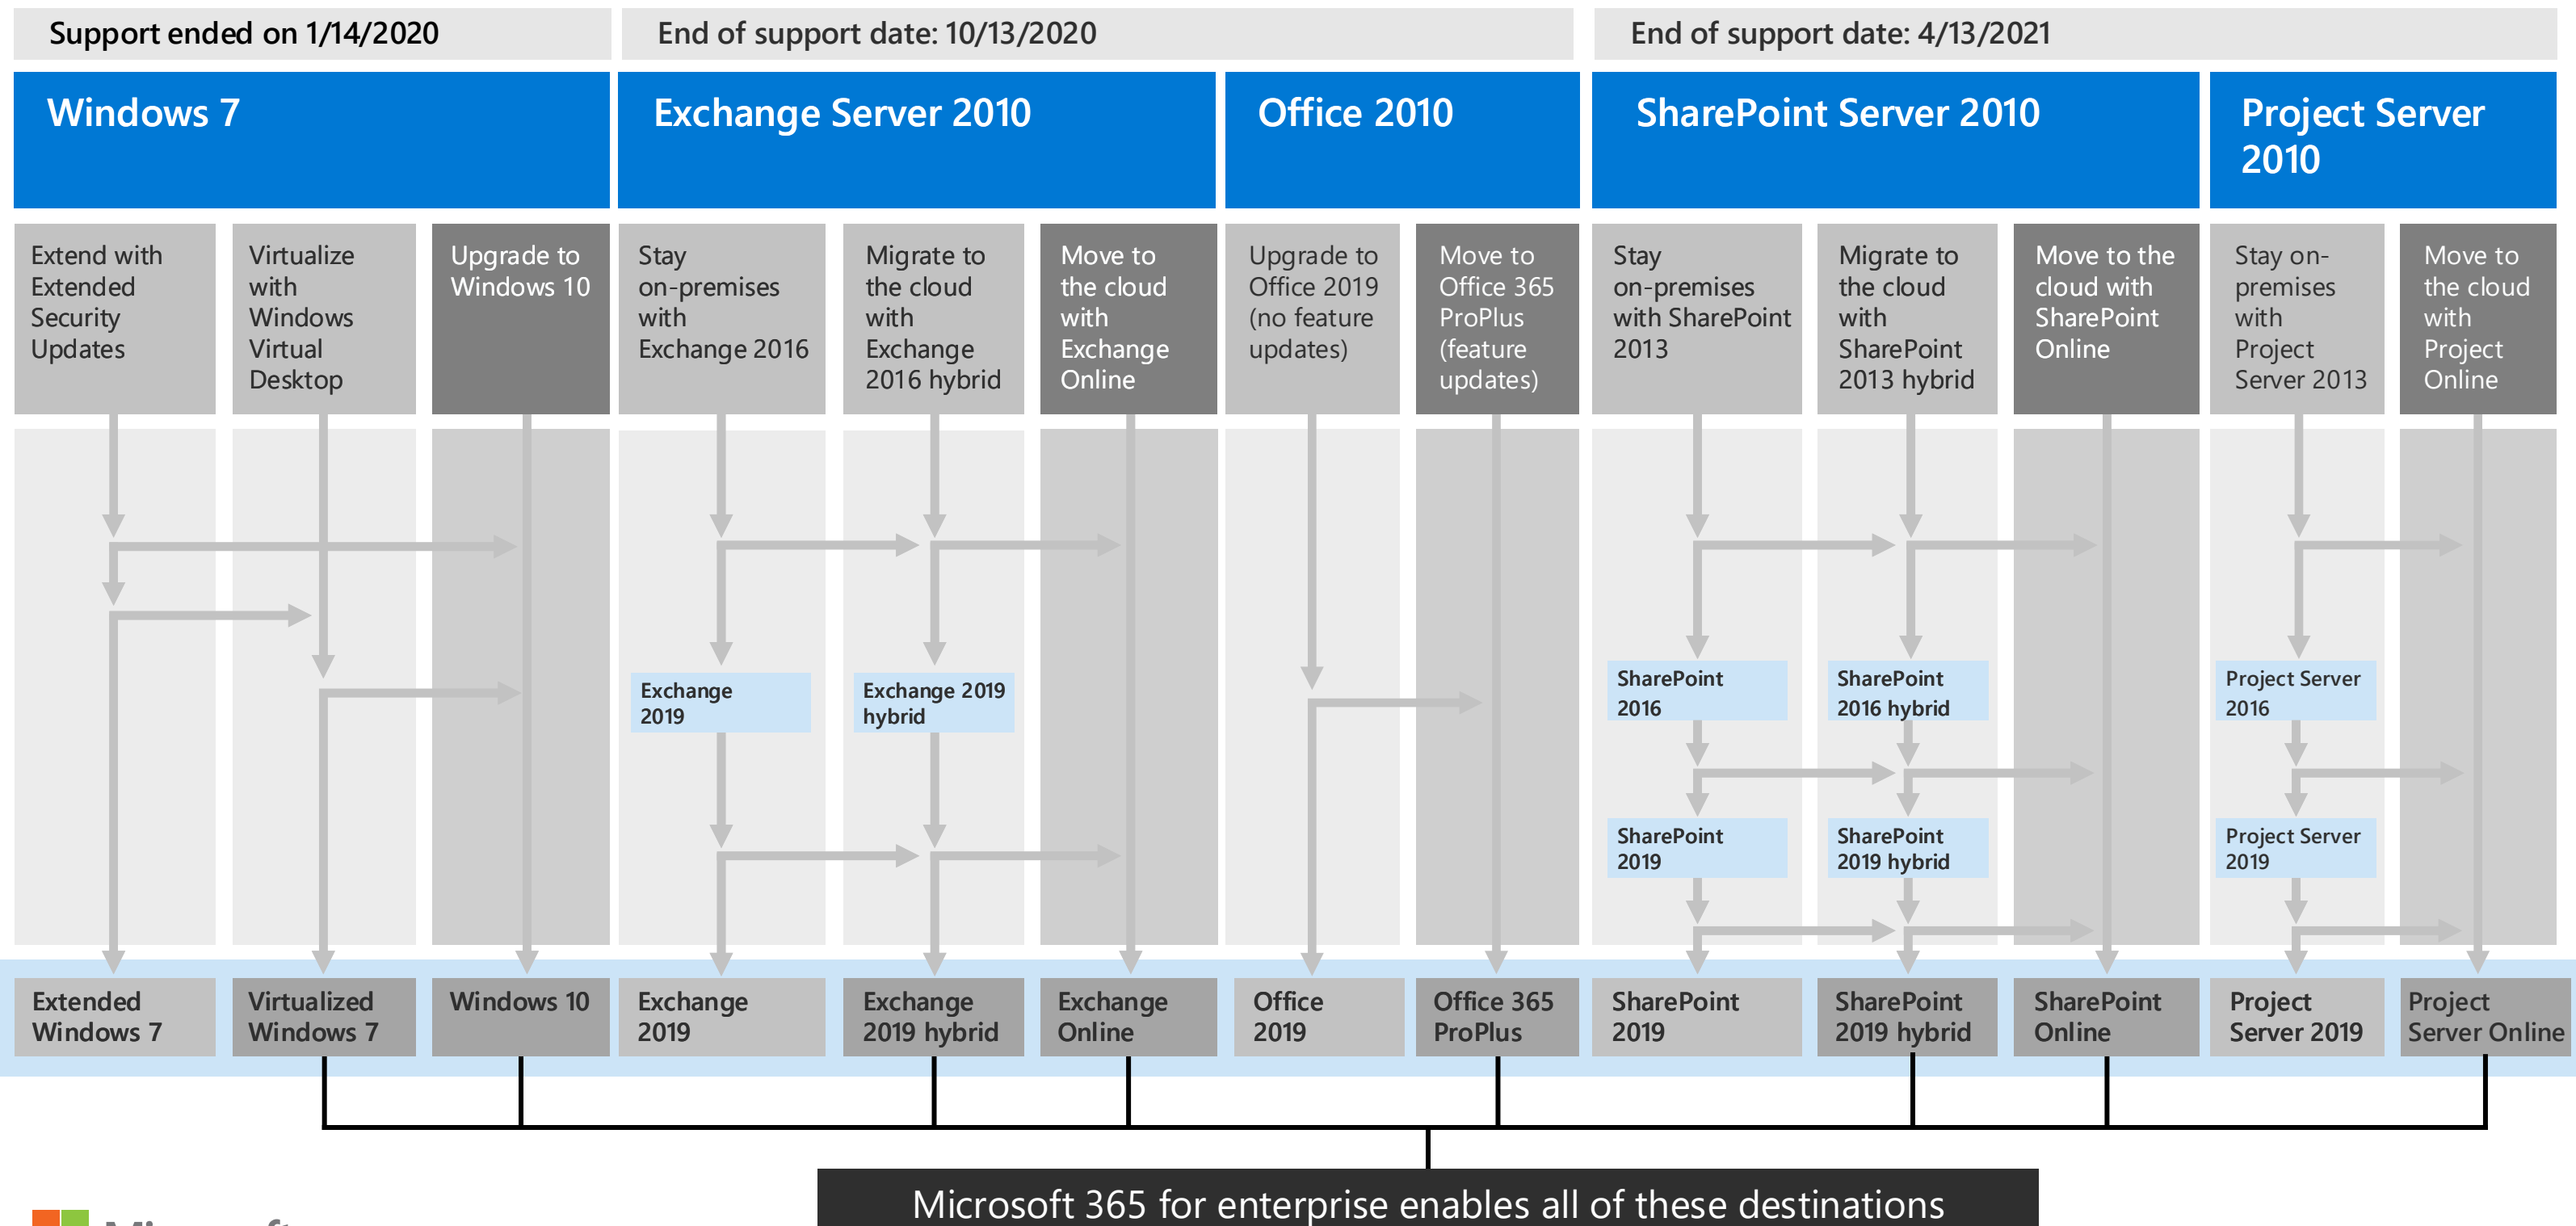 Support ended on 1/14/2020
End of support date: 10/13/2020
End of support date: 4/13/2021
Windows 7
Exchange Server 2010
Office 2010
SharePoint Server 2010
Project Server
2010
Extend with
Extended
Security
Updates
Virtualize
with
Windows
Virtual
Desktop
Upgrade to
Windows 10
Stay
on-premises
with
Exchange 2016
Migrate to
the cloud
with
Exchange
2016 hybrid
Move to
the cloud
with
Exchange
Online
Upgrade to
Office 2019
(no feature
updates)
Move to
Office 365
ProPlus
(feature
updates)
Stay
on-premises
with SharePoint
2013
Migrate to
the cloud
with
SharePoint
2013 hybrid
Move to the
cloud with
SharePoint
Online
Stay on-
premises
with
Project
Server 2013
Move to
the cloud
with
Project
Online
Exchange
2019
Exchange 2019
hybrid
SharePoint
2016
SharePoint
2016 hybrid
Project Server
2016
SharePoint
2019
SharePoint
2019 hybrid
Project Server
2019
Extended
Windows 7
Virtualized
Windows 7
Windows 10
Exchange
2019
Exchange
2019 hybrid
Exchange
Online
Office
2019
Office 365
ProPlus
SharePoint
2019
SharePoint
2019 hybrid
SharePoint
Online
Project
Server 2019
Project
Server Online
Microsoft 365 for enterprise enables all of these destinations
Microsoft